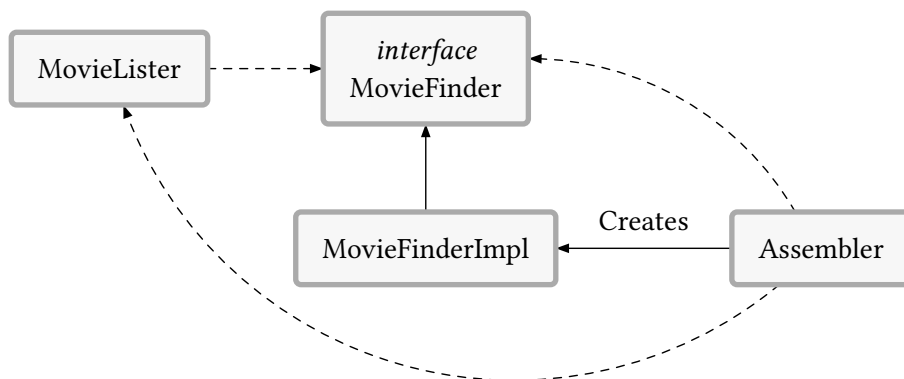 MovieLister
interface
MovieFinder
MovieFinderImpl
Creates
Assembler